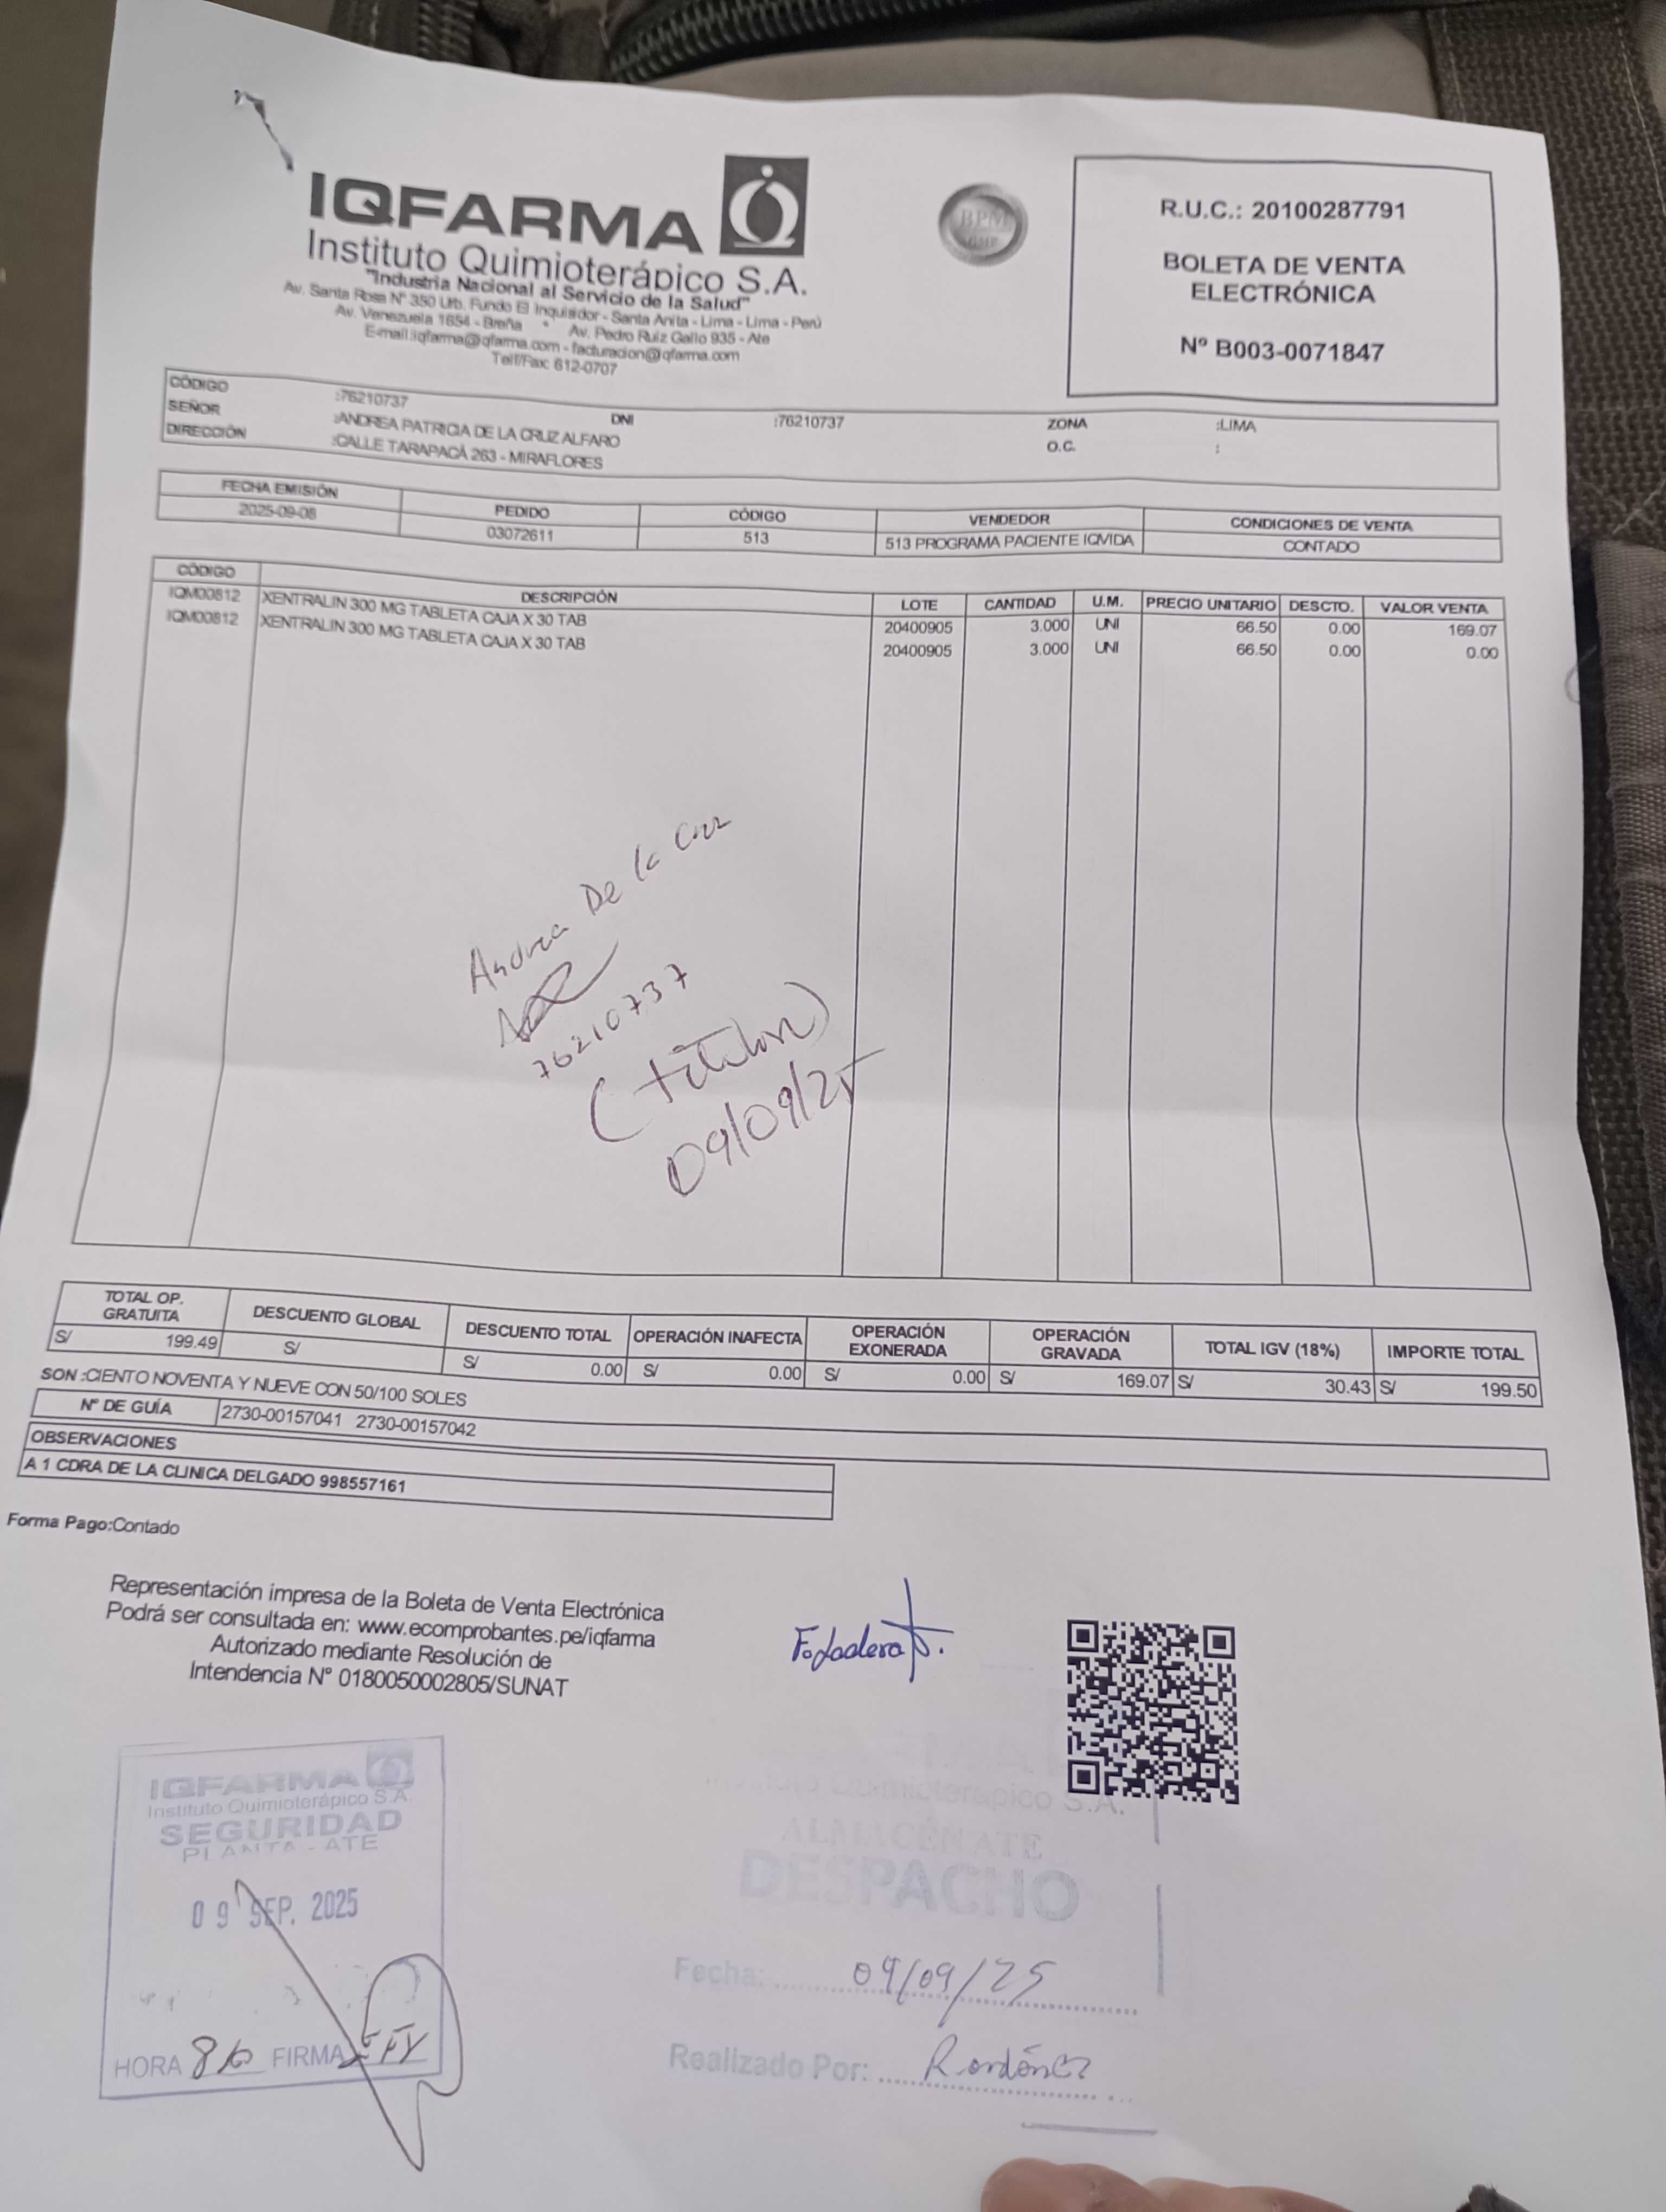 IQFARMA
Instituto Quimioterápico S.A.
"Industria Nacional al Servicio de la Salud"
Av. Santa Rosa N° 350 Urb. Fundo El Inquisidor - Santa Anita - Lima - Lima - Perú
Av. Venezuela 1654 - Breña * Av. Pedro Ruiz Gallo 935 - Ate
E-mail:iqfarma@iqfarma.com - facturacion@iqfarma.com
Telf/Fax: 612-0707
BPM
GMP
R.U.C.: 20100287791
BOLETA DE VENTA
ELECTRÓNICA
Nº B003-0071847
CÓDIGO :76210737 DNI :76210737 ZONA :LIMA
SEÑOR :ANDREA PATRICIA DE LA CRUZ ALFARO O.C. :
DIRECCIÓN :CALLE TARAPACÁ 263 - MIRAFLORES
FECHA EMISIÓN PEDIDO CÓDIGO VENDEDOR CONDICIONES DE VENTA
2025-09-08 03072611 513 513 PROGRAMA PACIENTE IQVIDA CONTADO
CÓDIGO DESCRIPCIÓN LOTE CANTIDAD U.M. PRECIO UNITARIO DESCTO. VALOR VENTA
IQM00812 XENTRALIN 300 MG TABLETA CAJA X 30 TAB 20400905 3.000 UNI 66.50 0.00 169.07
IQM00812 XENTRALIN 300 MG TABLETA CAJA X 30 TAB 20400905 3.000 UNI 66.50 0.00 0.00
Andrea De la Cruz
76210737
(titular)
09/09/25
TOTAL OP. GRATUITA DESCUENTO GLOBAL DESCUENTO TOTAL OPERACIÓN INAFECTA OPERACIÓN EXONERADA OPERACIÓN GRAVADA TOTAL IGV (18%) IMPORTE TOTAL
S/ 199.49 S/ S/ 0.00 S/ 0.00 S/ 0.00 S/ 169.07 S/ 30.43 S/ 199.50
SON :CIENTO NOVENTA Y NUEVE CON 50/100 SOLES
Nº DE GUÍA 2730-00157041 2730-00157042
OBSERVACIONES
A 1 CDRA DE LA CLINICA DELGADO 998557161
Forma Pago:Contado
Representación impresa de la Boleta de Venta Electrónica
Podrá ser consultada en: www.ecomprobantes.pe/iqfarma
Autorizado mediante Resolución de
Intendencia N° 0180050002805/SUNAT
IQFARMA
Instituto Quimioterápico S.A.
SEGURIDAD
PLANTA - ATE
09 SEP. 2025
HORA FIRMA
Instituto Quimioterápico S.A.
ALMACÉN ATE
DESPACHO
Fecha: 09/09/25
Realizado Por: